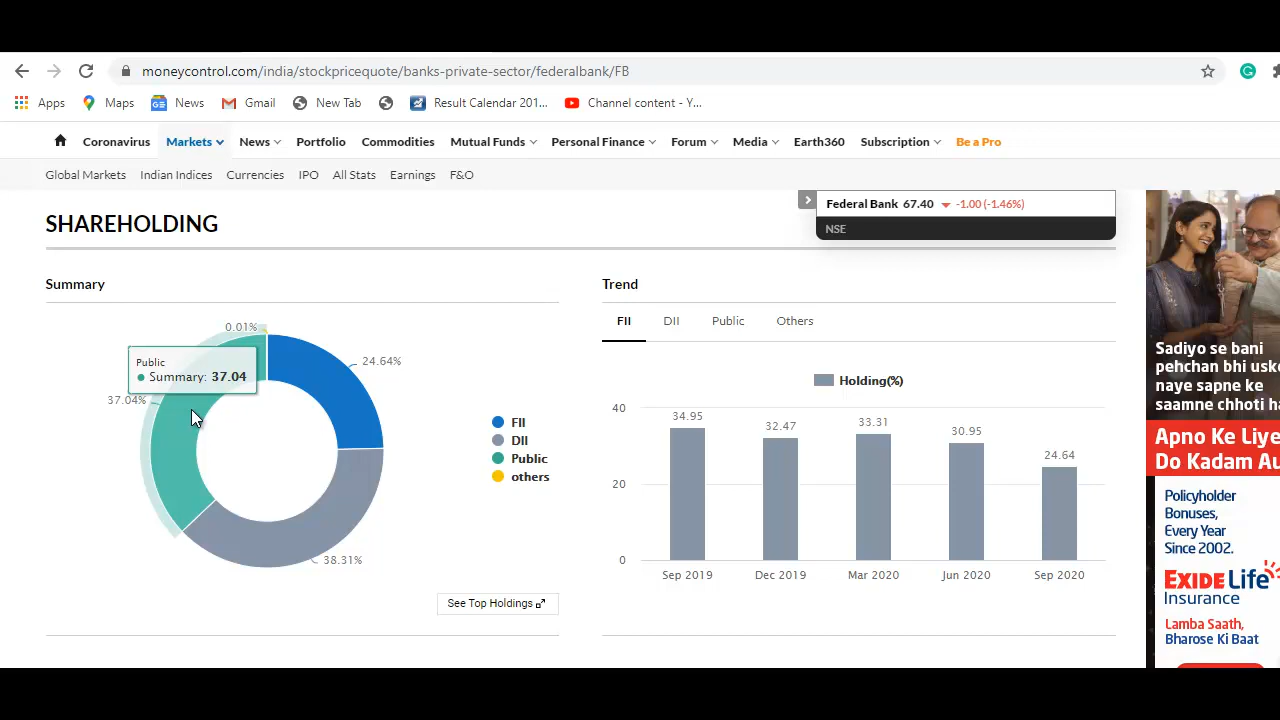 moneycontrol.com/india/stockpricequote/banks-private-sector/federalbank/FB
Apps Maps News Gmail New Tab Result Calendar 201... Channel content - Y...
Coronavirus Markets News Portfolio Commodities Mutual Funds Personal Finance Forum Media Earth360 Subscription Be a Pro
Global Markets Indian Indices Currencies IPO All Stats Earnings F&O
Federal Bank 67.40 -1.00 (-1.46%)
NSE
SHAREHOLDING
Summary
0.01%
24.64%
Public
Summary: 37.04
37.04%
38.31%
FII
DII
Public
others
See Top Holdings
Trend
FII DII Public Others
Holding(%)
40
20
0
34.95
32.47
33.31
30.95
24.64
Sep 2019 Dec 2019 Mar 2020 Jun 2020 Sep 2020
Sadiyo se bani
pehchan bhi uske
naye sapne ke
saamne chhoti ha
Apno Ke Liye
Do Kadam Au
Policyholder
Bonuses,
Every Year
Since 2002.
EXIDE Life
Insurance
Lamba Saath,
Bharose Ki Baat